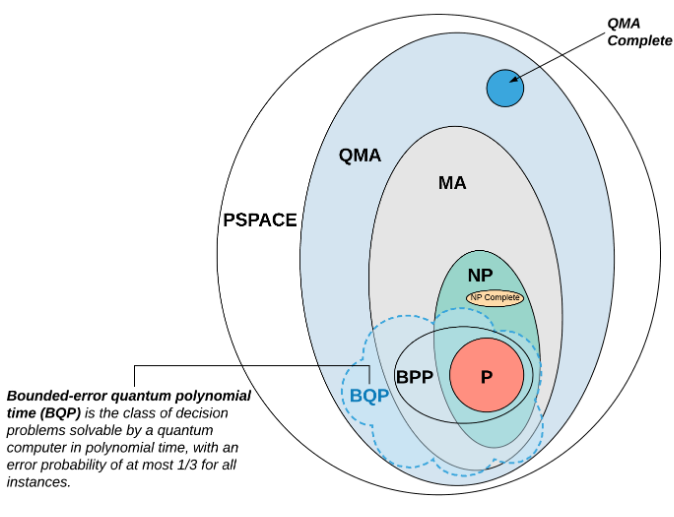 QMA
Complete
QMA
MA
PSPACE
NP
NP Complete
BPP
P
BQP
Bounded-error quantum polynomial
time (BQP) is the class of decision
problems solvable by a quantum
computer in polynomial time, with an
error probability of at most 1/3 for all
instances.